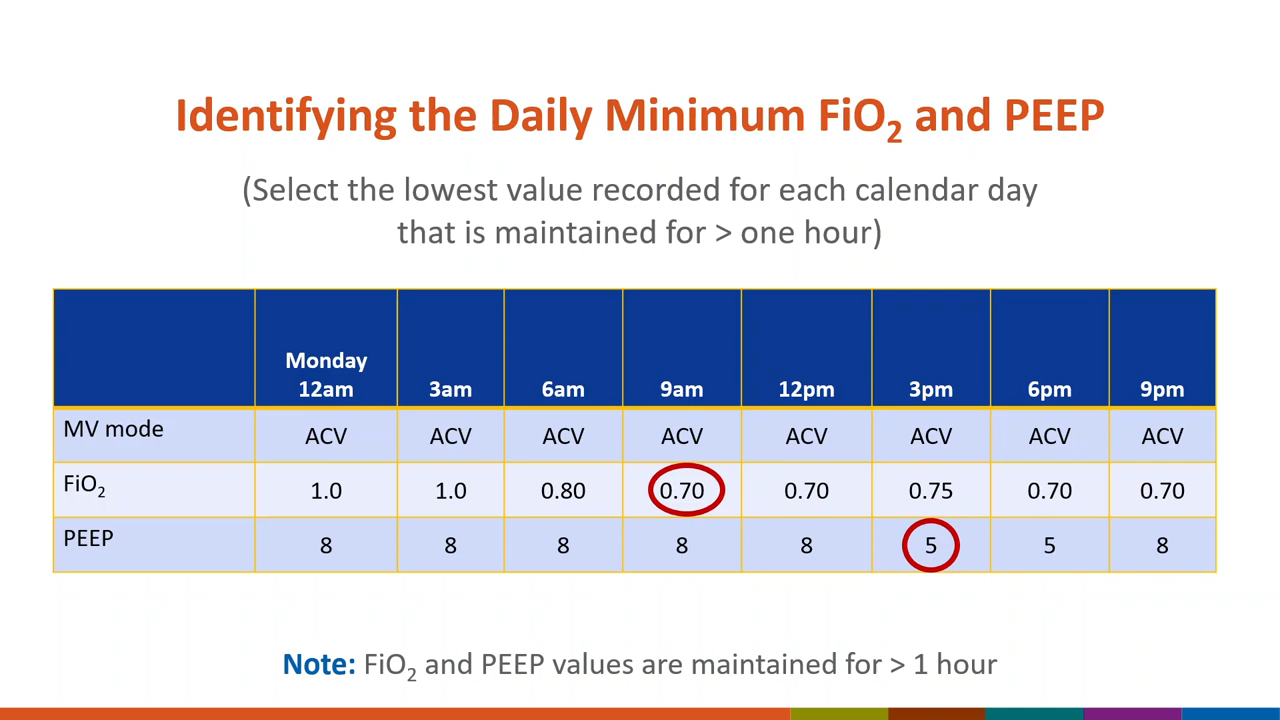 Identifying the Daily Minimum FiO₂ and PEEP
(Select the lowest value recorded for each calendar day
that is maintained for > one hour)
Monday
12am 3am 6am 9am 12pm 3pm 6pm 9pm
MV mode ACV ACV ACV ACV ACV ACV ACV ACV
FiO₂ 1.0 1.0 0.80 0.70 0.70 0.75 0.70 0.70
PEEP 8 8 8 8 8 5 5 8
Note: FiO₂ and PEEP values are maintained for > 1 hour